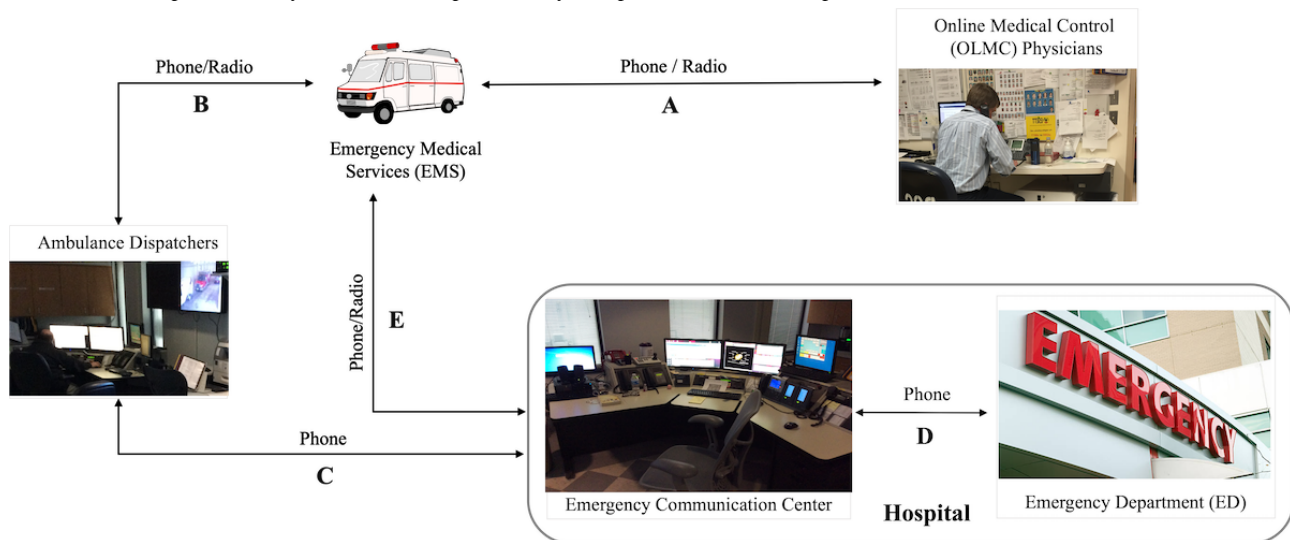 Online Medical Control
(OLMC) Physicians
Phone/Radio
Phone / Radio
B
A
Emergency Medical
Services (EMS)
Ambulance Dispatchers
Phone/Radio
E
EMERGENCY
Phone
D
Phone
C
Emergency Communication Center
Hospital
Emergency Department (ED)